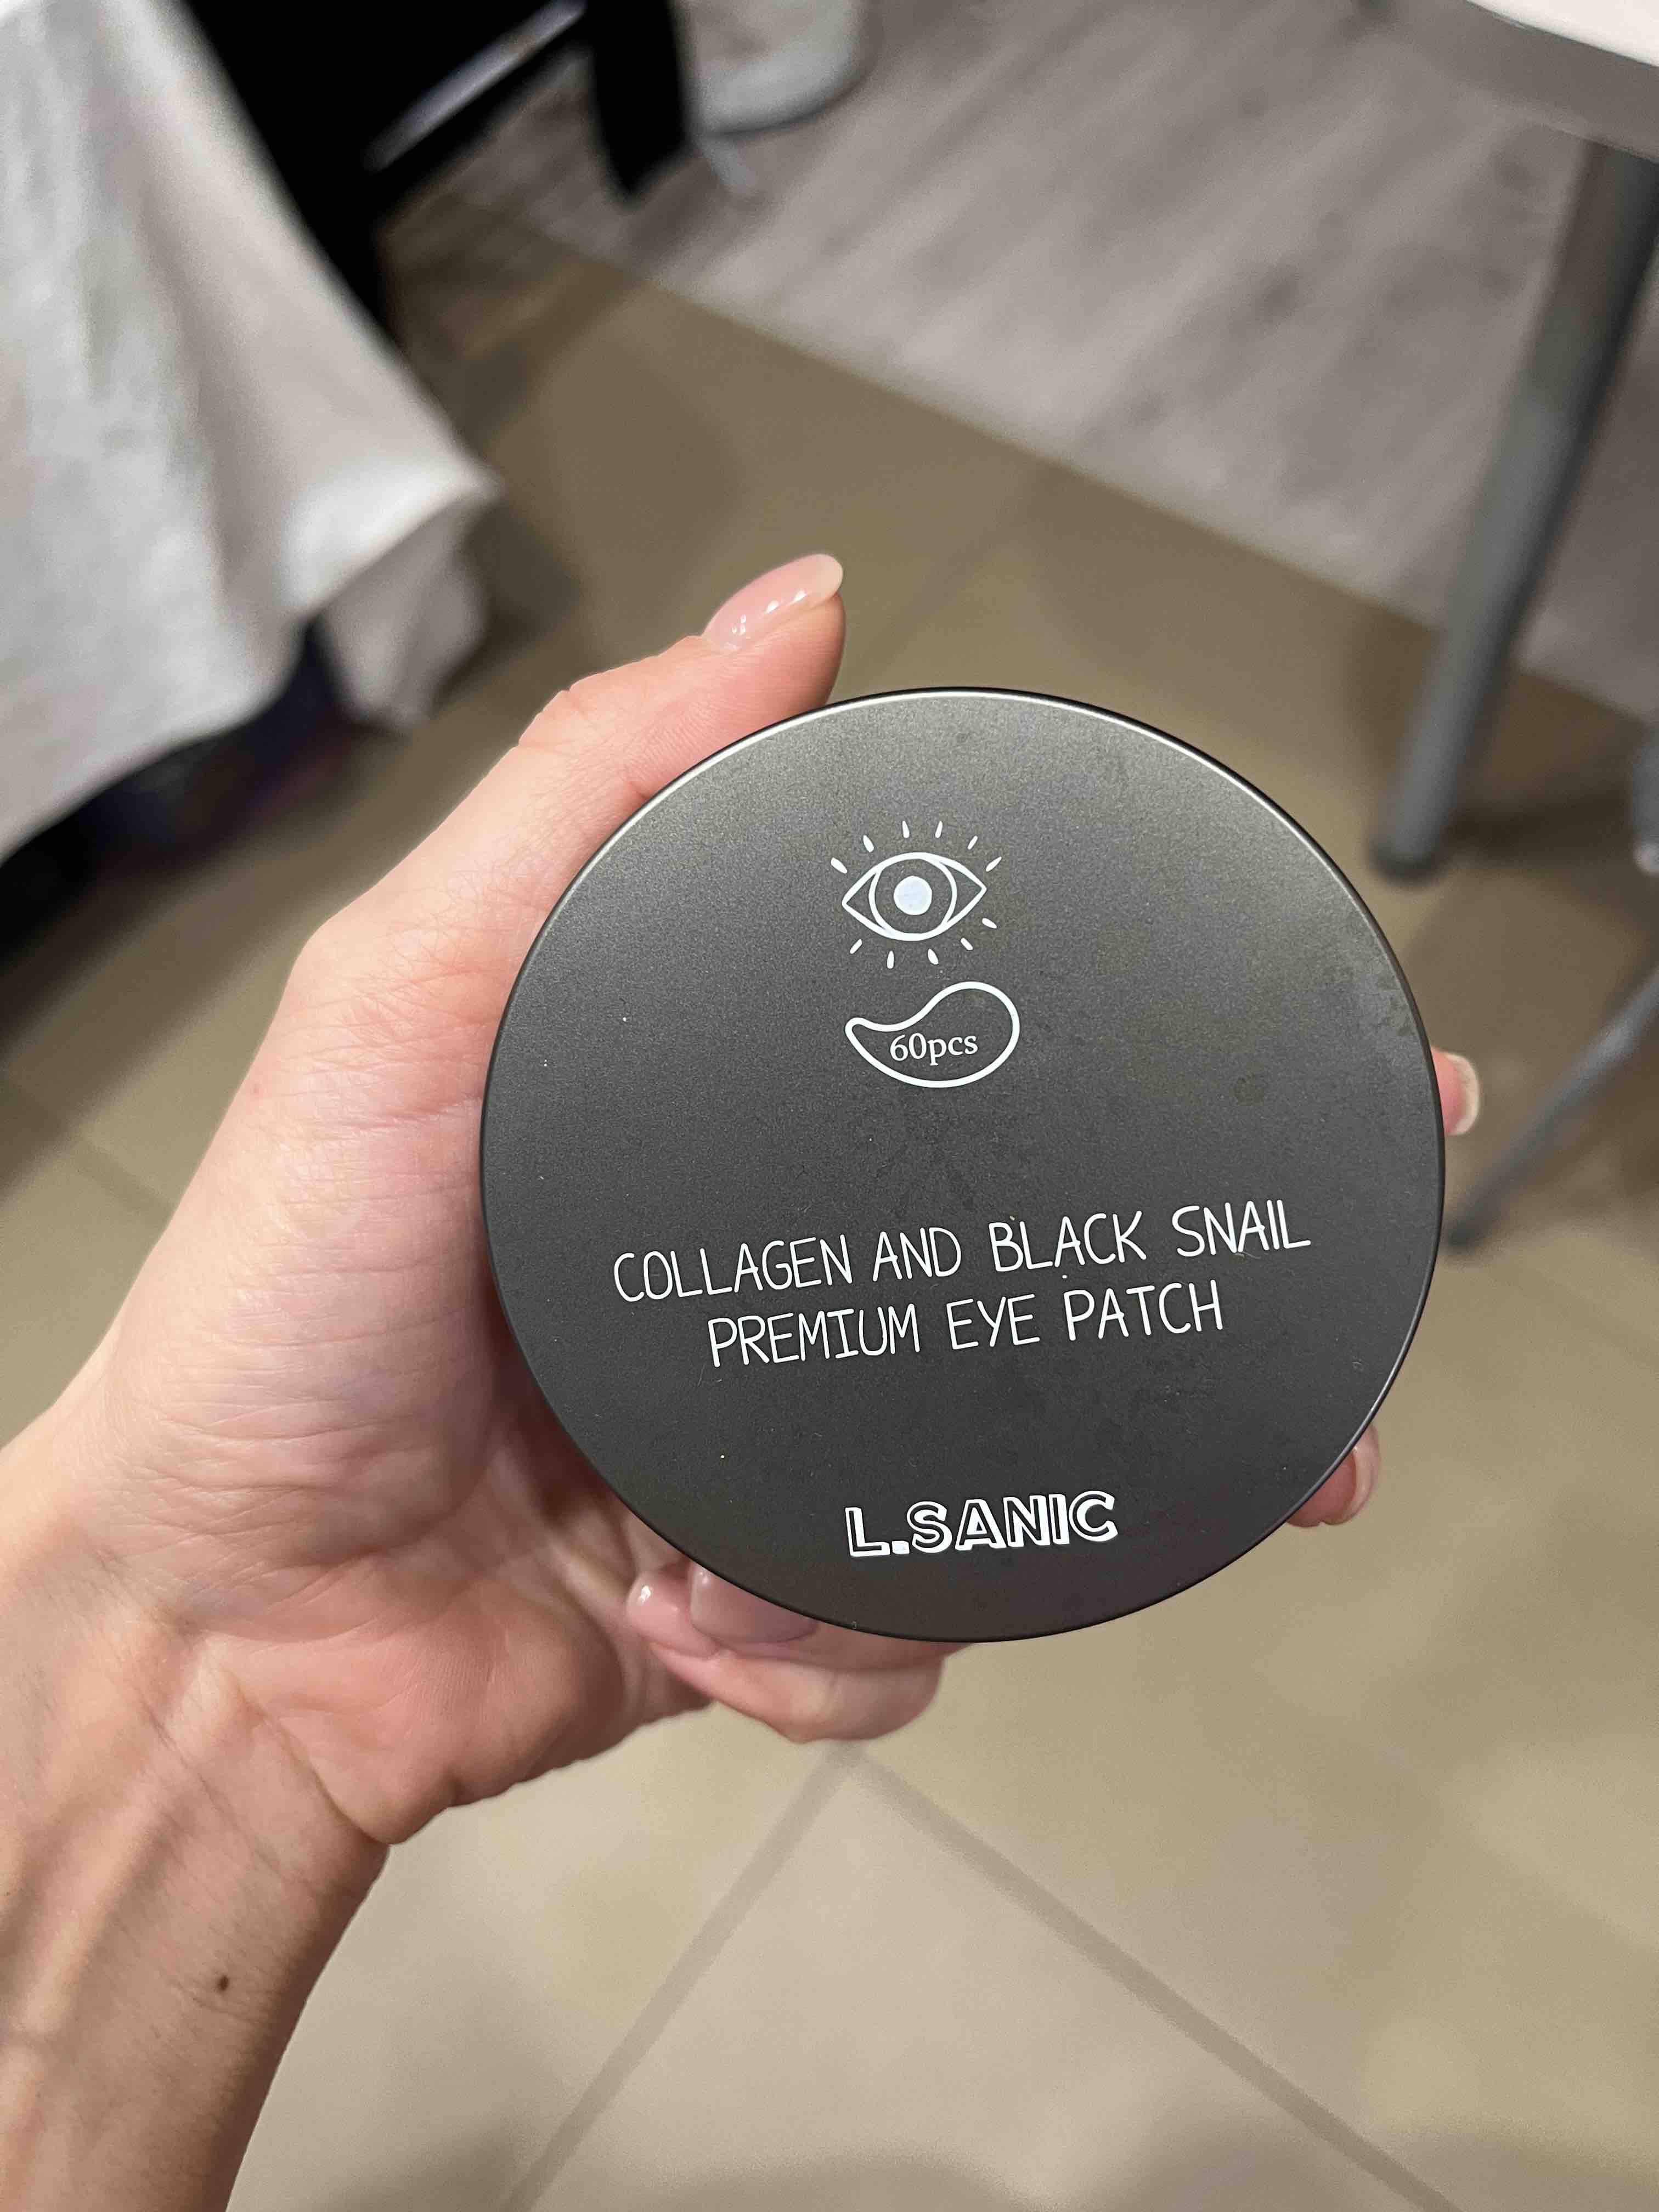 60pcs
COLLAGEN AND BLACK SNAIL
PREMIUM EYE PATCH
L.SANIC